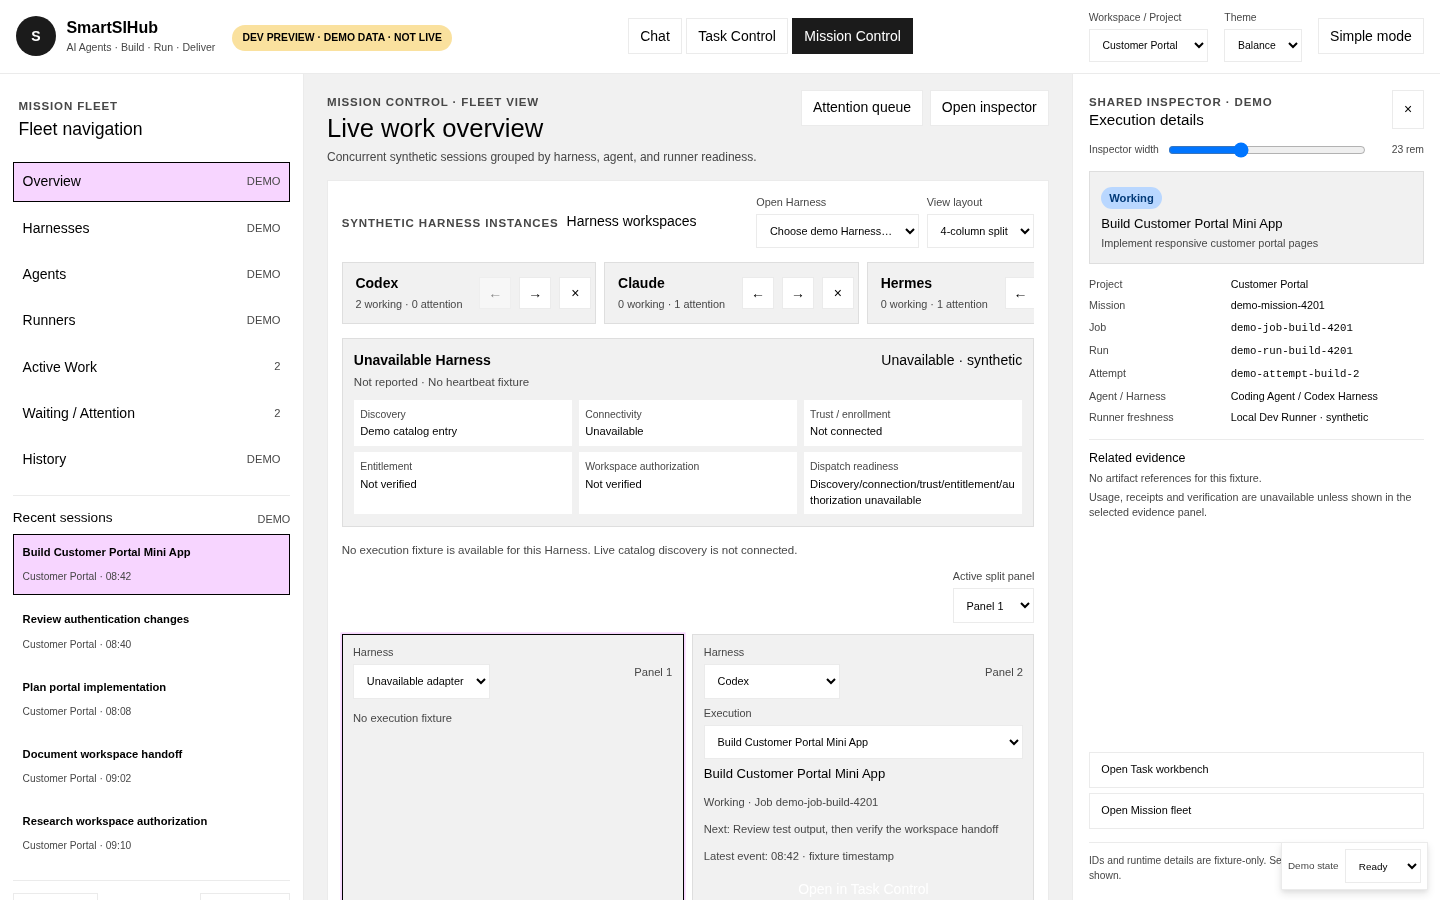 S
SmartSIHub
AI Agents · Build · Run · Deliver
DEV PREVIEW · DEMO DATA · NOT LIVE
Chat
Task Control
Mission Control
Workspace / Project
Customer Portal
Theme
Balance
Simple mode
MISSION FLEET
Fleet navigation
Overview DEMO
Harnesses DEMO
Agents DEMO
Runners DEMO
Active Work 2
Waiting / Attention 2
History DEMO
Recent sessions DEMO
Build Customer Portal Mini App
Customer Portal · 08:42
Review authentication changes
Customer Portal · 08:40
Plan portal implementation
Customer Portal · 08:08
Document workspace handoff
Customer Portal · 09:02
Research workspace authorization
Customer Portal · 09:10
MISSION CONTROL · FLEET VIEW
Live work overview
Concurrent synthetic sessions grouped by harness, agent, and runner readiness.
Attention queue
Open inspector
SYNTHETIC HARNESS INSTANCES Harness workspaces
Open Harness
Choose demo Harness...
View layout
4-column split
Codex
2 working · 0 attention
← → ×
Claude
0 working · 1 attention
← → ×
Hermes
0 working · 1 attention
←
Unavailable Harness Unavailable · synthetic
Not reported · No heartbeat fixture
Discovery
Demo catalog entry
Connectivity
Unavailable
Trust / enrollment
Not connected
Entitlement
Not verified
Workspace authorization
Not verified
Dispatch readiness
Discovery/connection/trust/entitlement/au
thorization unavailable
No execution fixture is available for this Harness. Live catalog discovery is not connected.
Active split panel
Panel 1
Harness
Unavailable adapter
Panel 1
No execution fixture
Harness
Codex
Panel 2
Execution
Build Customer Portal Mini App
Build Customer Portal Mini App
Working · Job demo-job-build-4201
Next: Review test output, then verify the workspace handoff
Latest event: 08:42 · fixture timestamp
Open in Task Control
SHARED INSPECTOR · DEMO
Execution details
×
Inspector width 23 rem
Working
Build Customer Portal Mini App
Implement responsive customer portal pages
Project Customer Portal
Mission demo-mission-4201
Job demo-job-build-4201
Run demo-run-build-4201
Attempt demo-attempt-build-2
Agent / Harness Coding Agent / Codex Harness
Runner freshness Local Dev Runner · synthetic
Related evidence
No artifact references for this fixture.
Usage, receipts and verification are unavailable unless shown in the
selected evidence panel.
Open Task workbench
Open Mission fleet
IDs and runtime details are fixture-only. Se
shown.
Demo state
Ready